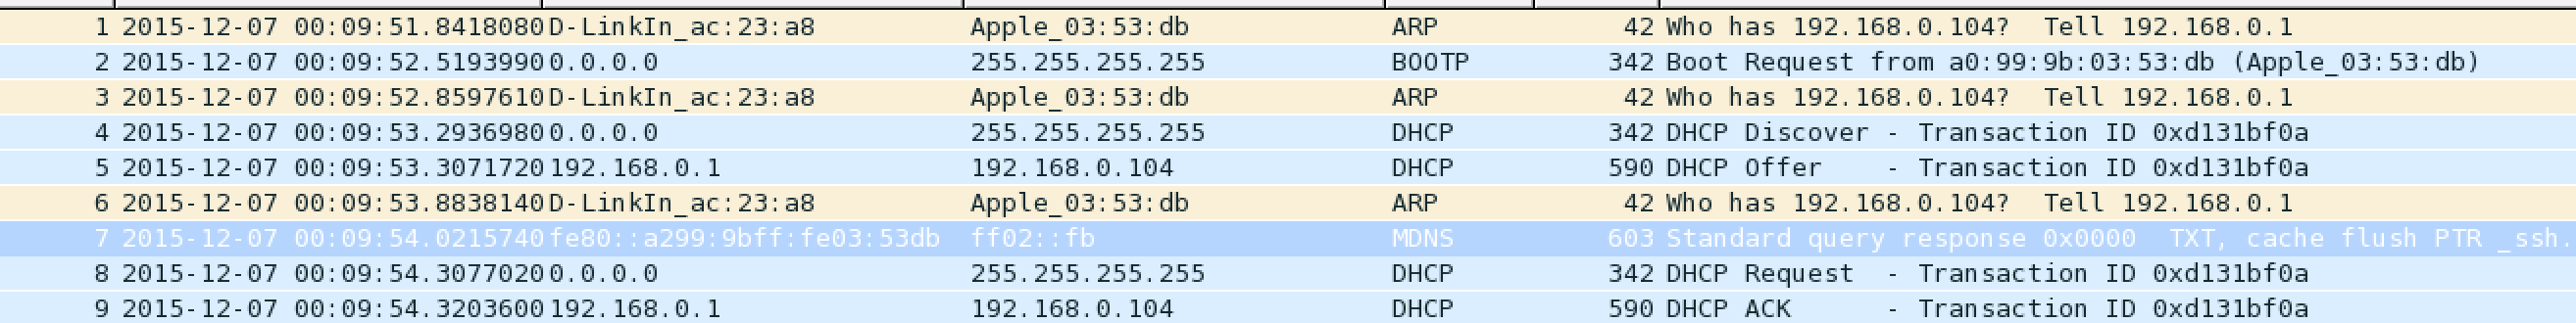 1 2015-12-07 00:09:51.8418080 D-LinkIn_ac:23:a8 Apple_03:53:db ARP 42 Who has 192.168.0.104?  Tell 192.168.0.1
2 2015-12-07 00:09:52.5193990 0.0.0.0 255.255.255.255 BOOTP 342 Boot Request from a0:99:9b:03:53:db (Apple_03:53:db)
3 2015-12-07 00:09:52.8597610 D-LinkIn_ac:23:a8 Apple_03:53:db ARP 42 Who has 192.168.0.104?  Tell 192.168.0.1
4 2015-12-07 00:09:53.2936980 0.0.0.0 255.255.255.255 DHCP 342 DHCP Discover - Transaction ID 0xd131bf0a
5 2015-12-07 00:09:53.3071720 192.168.0.1 192.168.0.104 DHCP 590 DHCP Offer    - Transaction ID 0xd131bf0a
6 2015-12-07 00:09:53.8838140 D-LinkIn_ac:23:a8 Apple_03:53:db ARP 42 Who has 192.168.0.104?  Tell 192.168.0.1
7 2015-12-07 00:09:54.0215740 fe80::a299:9bff:fe03:53db ff02::fb MDNS 603 Standard query response 0x0000  TXT, cache flush PTR _ssh.
8 2015-12-07 00:09:54.3077020 0.0.0.0 255.255.255.255 DHCP 342 DHCP Request  - Transaction ID 0xd131bf0a
9 2015-12-07 00:09:54.3203600 192.168.0.1 192.168.0.104 DHCP 590 DHCP ACK      - Transaction ID 0xd131bf0a